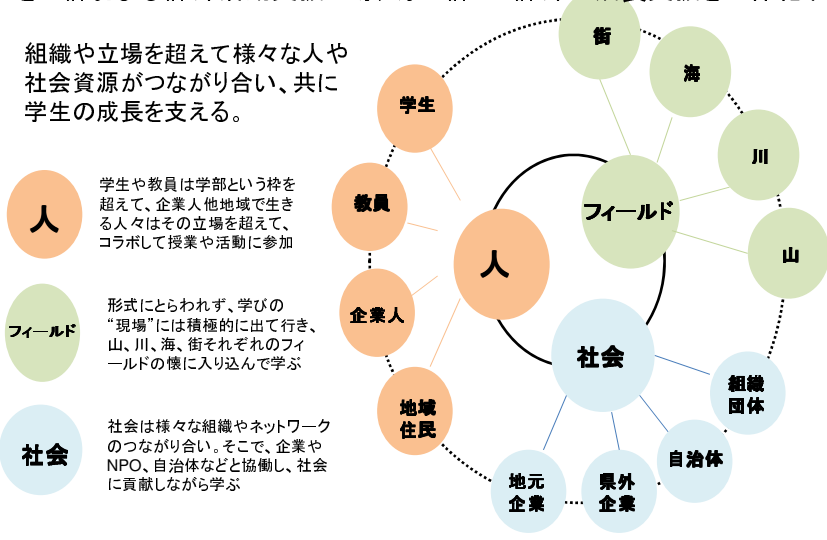 組織や立場を超えて様々な人や
社会資源がつながり合い、共に
学生の成長を支える。
人
学生や教員は学部という枠を
超えて、企業人他地域で生き
る人々はその立場を超えて、
コラボして授業や活動に参加
フィールド
形式にとらわれず、学びの
“現場”には積極的に出て行き、
山、川、海、街それぞれのフィ
ールドの懐に入り込んで学ぶ
社会
社会は様々な組織やネットワーク
のつながり合い。そこで、企業や
NPO、自治体などと協働し、社会
に貢献しながら学ぶ
街
海
川
山
フィールド
学生
教員
企業人
地域
住民
人
社会
組織
団体
自治体
県外
企業
地元
企業